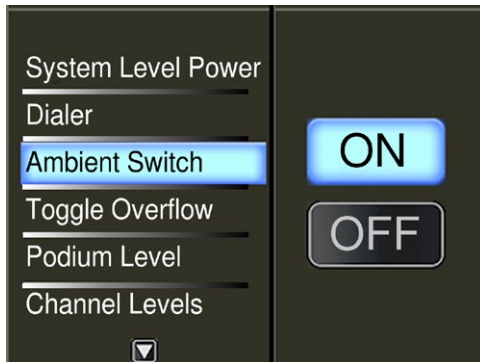 System Level Power
Dialer
Ambient Switch
Toggle Overflow
Podium Level
Channel Levels
ON
OFF